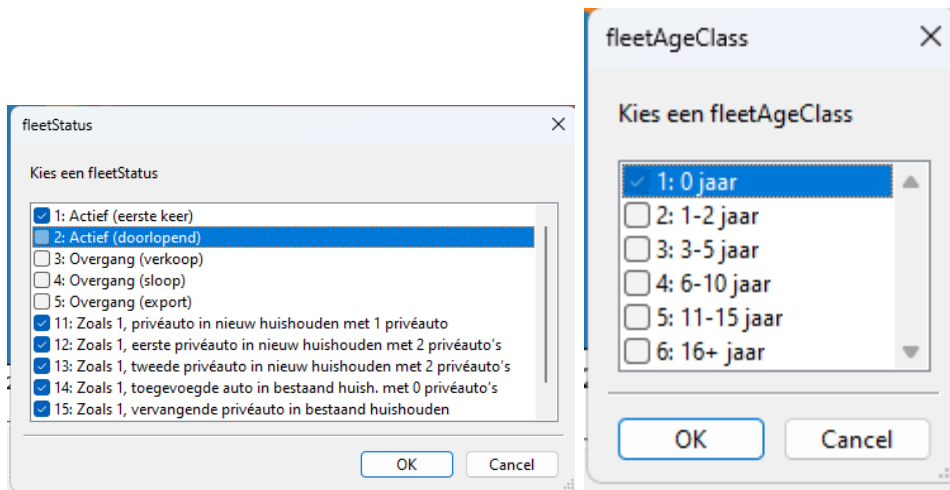 fleetStatus
Kies een fleetStatus
1: Actief (eerste keer)
2: Actief (doorlopend)
3: Overgang (verkoop)
4: Overgang (sloop)
5: Overgang (export)
11: Zoals 1, privéauto in nieuw huishouden met 1 privéauto
12: Zoals 1, eerste privéauto in nieuw huishouden met 2 privéauto's
13: Zoals 1, tweede privéauto in nieuw huishouden met 2 privéauto's
14: Zoals 1, toegevoegde auto in bestaand huish. met 0 privéauto's
15: Zoals 1, vervangende privéauto in bestaand huishouden
OK Cancel
fleetAgeClass
Kies een fleetAgeClass
1: 0 jaar
2: 1-2 jaar
3: 3-5 jaar
4: 6-10 jaar
5: 11-15 jaar
6: 16+ jaar
OK Cancel